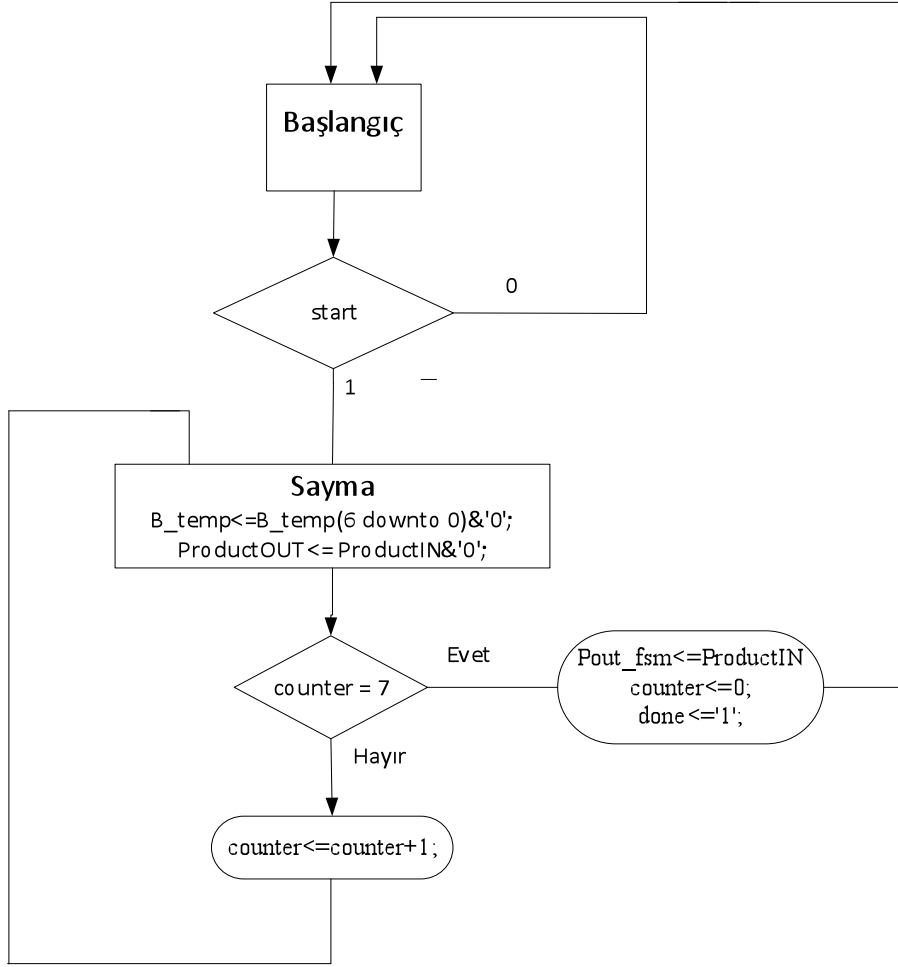 Başlangıç
start
0
1
Sayma
B_temp<=B_temp(6 downto 0)&'0';
ProductOUT<=ProductIN&'0';
counter = 7
Evet
Pout_fsm<=ProductIN
counter<=0;
done<='1';
Hayır
counter<=counter+1;